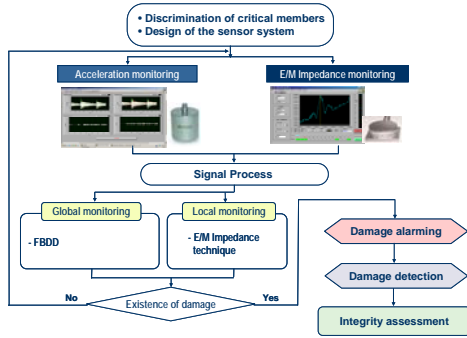 • Discrimination of critical members
• Design of the sensor system
Acceleration monitoring
E/M Impedance monitoring
Signal Process
Global monitoring
Local monitoring
- FBDD
- E/M Impedance
technique
Damage alarming
Damage detection
No
Existence of damage
Yes
Integrity assessment